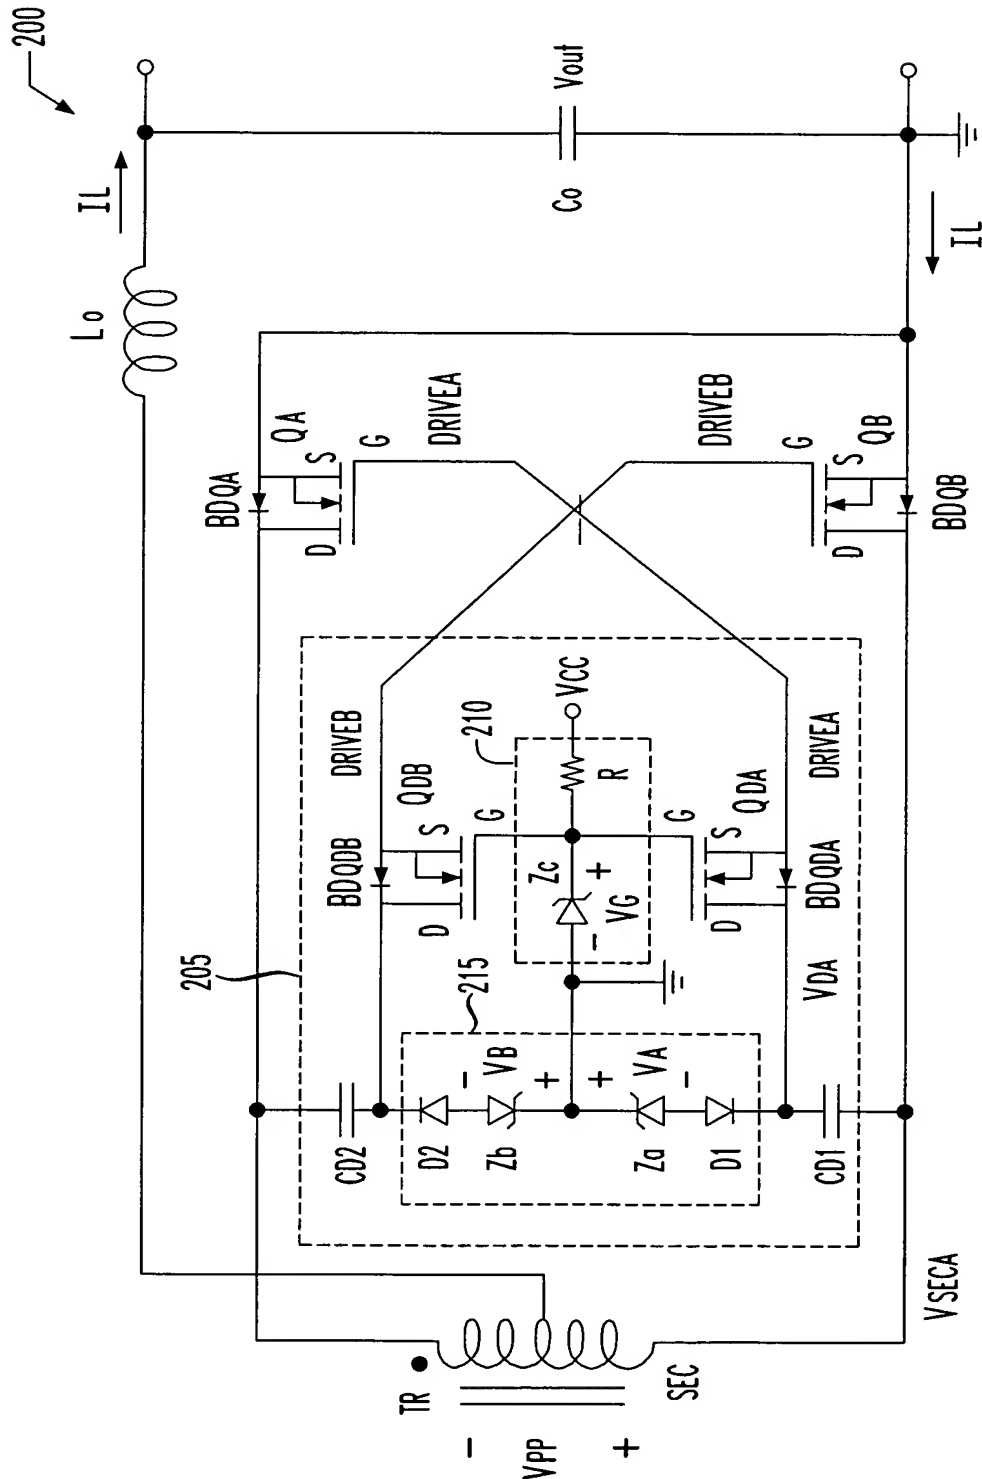 200
IL
Lo
Vout
Co
IL
QA
BDQA
S
G
D
DRIVEA
DRIVEB
G
S
QB
D
BDQB
205
DRIVEB
QDB
BDQDB
S
G
D
210
VCC
R
Zc
+
VG
-
G
QDA
S
D
BDQDA
DRIVEA
VDA
215
CD2
D2
-
VB
Zb
+
+
VA
Za
-
D1
CD1
TR
SEC
VSECA
-
VPP
+